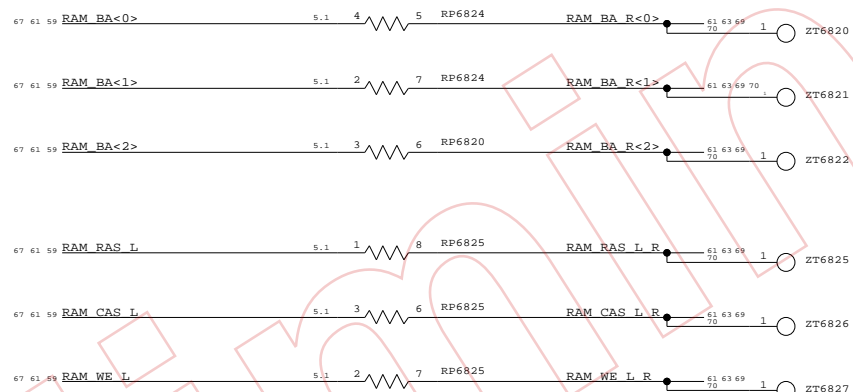 67 61 59 RAM_BA<0> 5.1 4 5 RP6824 RAM_BA_R<0> 61 63 69 70 1 ZT6820
67 61 59 RAM_BA<1> 5.1 2 7 RP6824 RAM_BA_R<1> 61 63 69 70 1 ZT6821
67 61 59 RAM_BA<2> 5.1 3 6 RP6820 RAM_BA_R<2> 61 63 69 70 1 ZT6822
67 61 59 RAM_RAS_L 5.1 1 8 RP6825 RAM_RAS_L_R 61 63 69 70 1 ZT6825
67 61 59 RAM_CAS_L 5.1 3 6 RP6825 RAM_CAS_L_R 61 63 69 70 1 ZT6826
67 61 59 RAM_WE_L 5.1 2 7 RP6825 RAM_WE_L_R 61 63 69 70 1 ZT6827